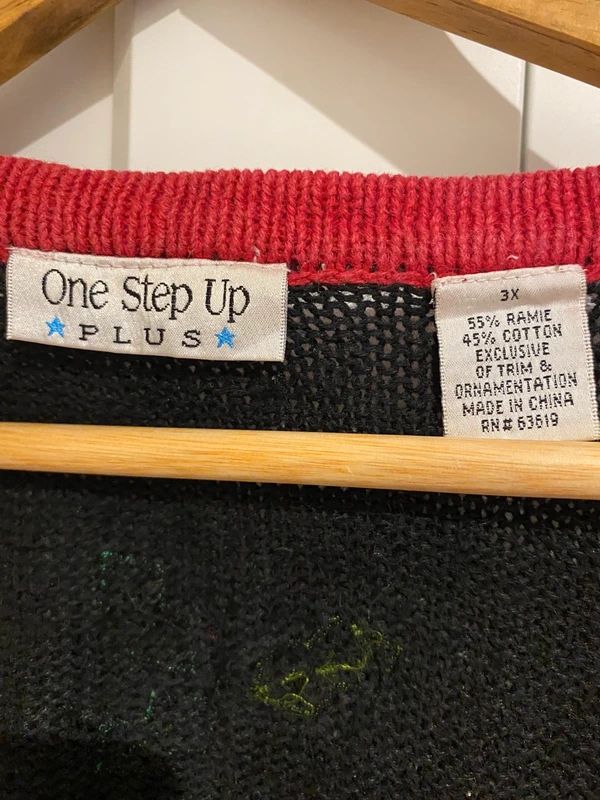 One Step Up
★ PLUS ★
3X
55% RAMIE
45% COTTON
EXCLUSIVE
OF TRIM &
ORNAMENTATION
MADE IN CHINA
RN# 63619